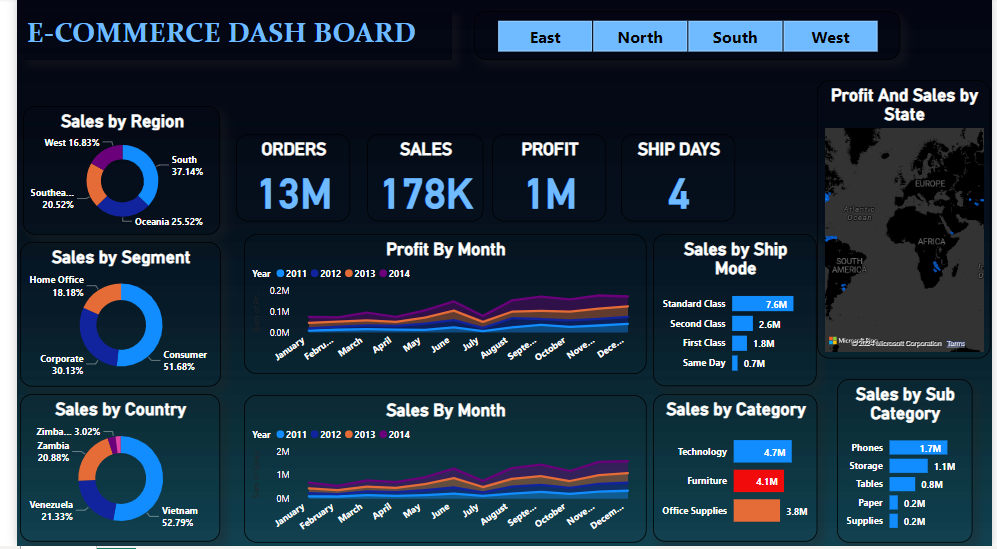 E-COMMERCE DASH BOARD
East
North
South
West
Sales by Region
West 16.83%
South
37.14%
Southea...
20.52%
Oceania 25.52%
ORDERS
13M
SALES
178K
PROFIT
1M
SHIP DAYS
4
Profit And Sales by
State
EUROPE
Atlantic
Ocean
AFRICA
SOUTH
AMERICA
Microsoft
Microsoft Corporation
Terms
Sales by Segment
Home Office
18.18%
Corporate
30.13%
Consumer
51.68%
Profit By Month
Year 2011 2012 2013 2014
0.2M
0.1M
0.0M
January
Febru...
March
April
May
June
July
August
Septe...
October
Nove...
Dece...
Sales by Ship
Mode
Standard Class 7.6M
Second Class 2.6M
First Class 1.8M
Same Day 0.7M
Sales by Country
Zimba... 3.02%
Zambia
20.88%
Venezuela
21.33%
Vietnam
52.79%
Sales By Month
Year 2011 2012 2013 2014
2M
1M
0M
January
February
March
April
May
June
July
August
Septe...
October
Nove...
Decem...
Sales by Category
Technology 4.7M
Furniture 4.1M
Office Supplies 3.8M
Sales by Sub
Category
Phones 1.7M
Storage 1.1M
Tables 0.8M
Paper 0.2M
Supplies 0.2M